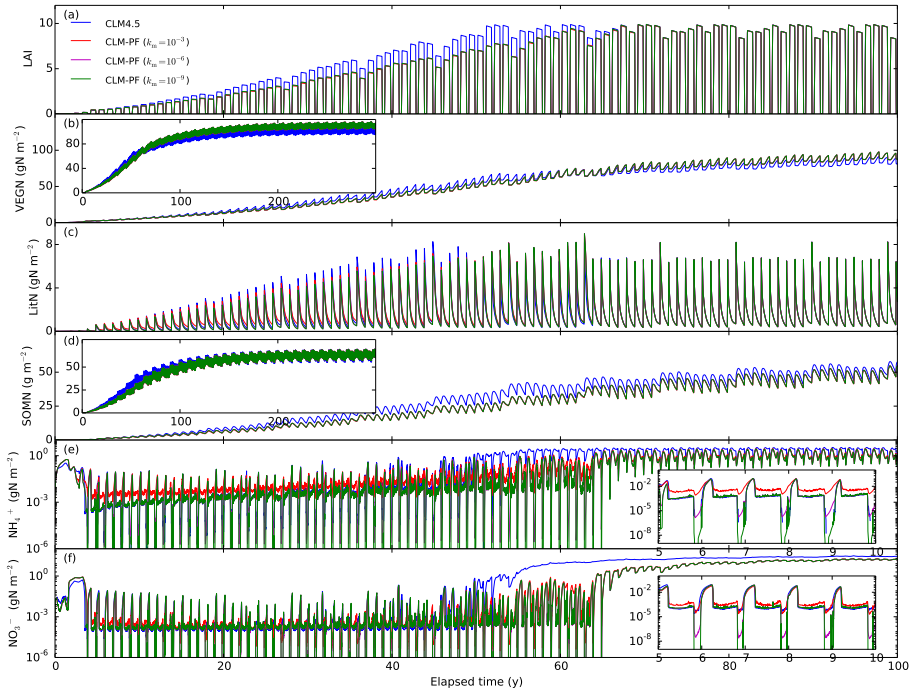 (a)
CLM4.5
CLM-PF (k_m=10^-3)
CLM-PF (k_m=10^-6)
CLM-PF (k_m=10^-9)
LAI
10
5
0
(b)
80
40
0
0 100 200
VEGN (gN m^-2)
100
50
0
(c)
LitN (gN m^-2)
8
4
0
(d)
75
50
25
0
0 100 200
SOMN (g m^-2)
50
25
0
(e)
NH4^+ (gN m^-2)
10^0
10^-3
10^-6
10^-2
10^-5
10^-8
5 6 7 8 9 10
(f)
NO3^- (gN m^-2)
10^0
10^-3
10^-6
10^-2
10^-5
10^-8
5 6 7 8 9 10
0 20 40 60 80 100
Elapsed time (y)